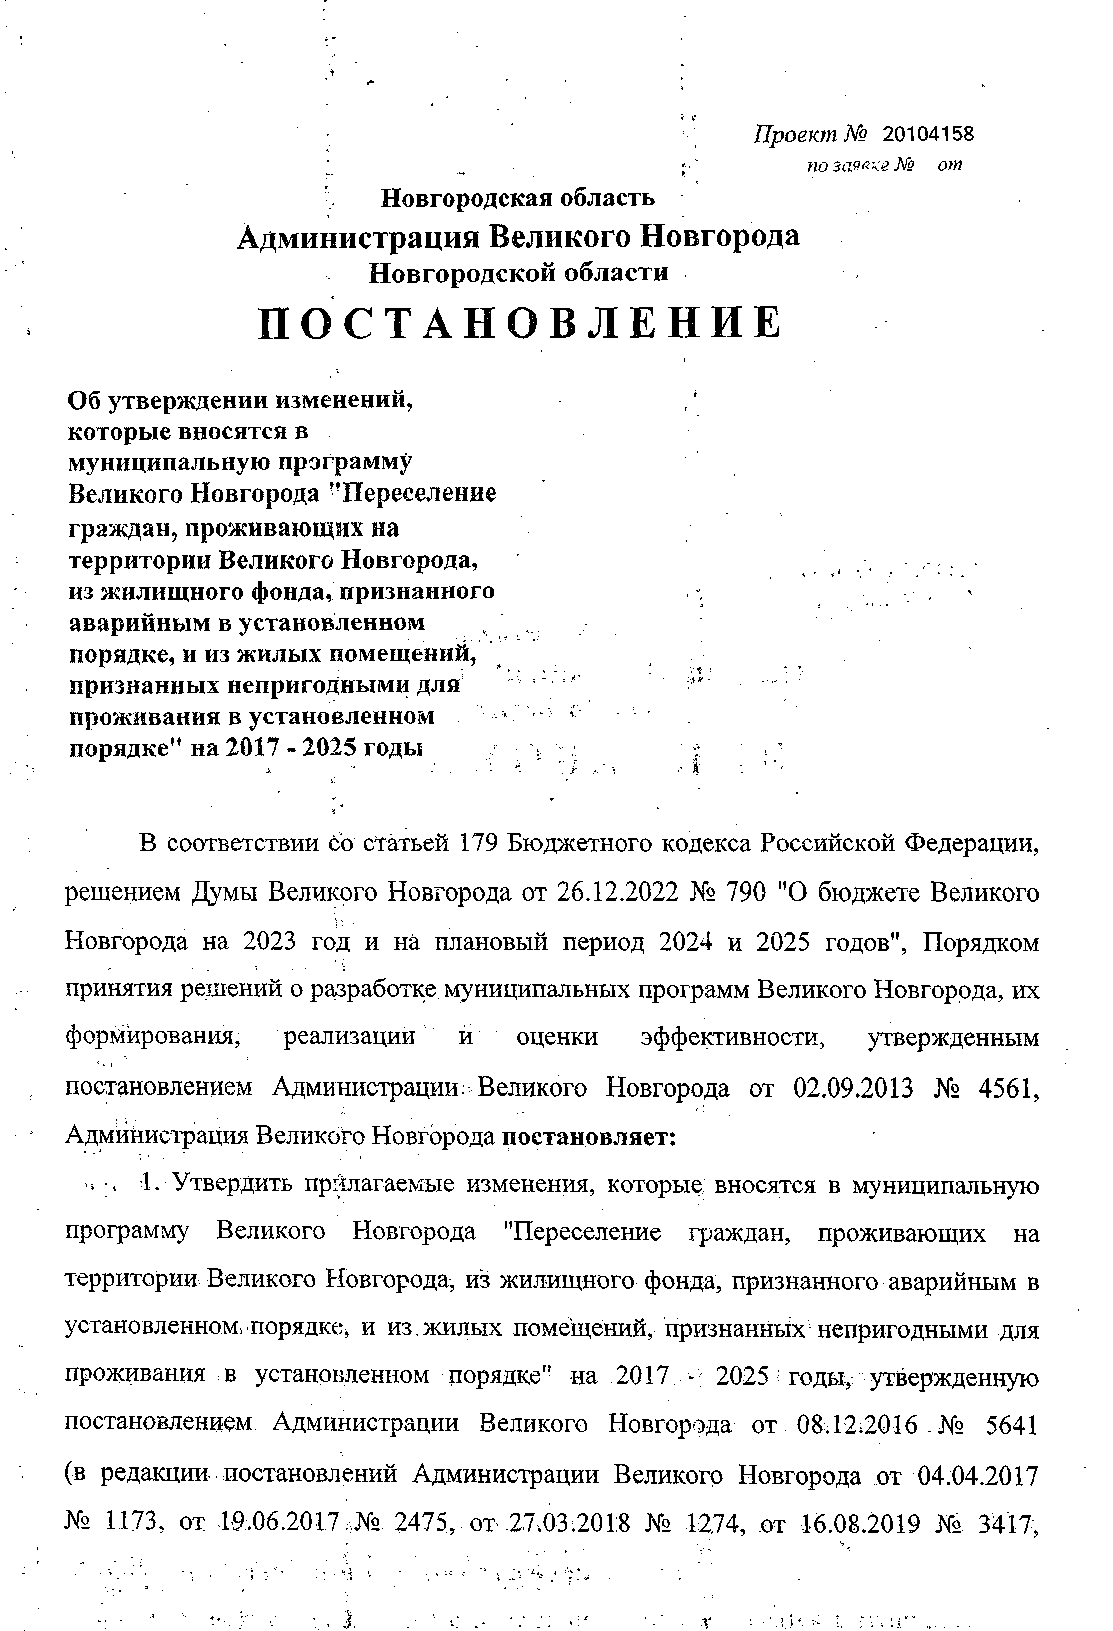 Проект № 20104158
по заявке № от
Новгородская область
Администрация Великого Новгорода
Новгородской области
ПОСТАНОВЛЕНИЕ
Об утверждении изменений,
которые вносятся в
муниципальную программу
Великого Новгорода "Переселение
граждан, проживающих на
территории Великого Новгорода,
из жилищного фонда, признанного
аварийным в установленном
порядке, и из жилых помещений,
признанных непригодными для
проживания в установленном
порядке" на 2017 - 2025 годы
В соответствии со статьей 179 Бюджетного кодекса Российской Федерации,
решением Думы Великого Новгорода от 26.12.2022 № 790 "О бюджете Великого
Новгорода на 2023 год и на плановый период 2024 и 2025 годов", Порядком
принятия решений о разработке муниципальных программ Великого Новгорода, их
формирования, реализации и оценки эффективности, утвержденным
постановлением Администрации Великого Новгорода от 02.09.2013 № 4561,
Администрация Великого Новгорода постановляет:
1. Утвердить прилагаемые изменения, которые вносятся в муниципальную
программу Великого Новгорода "Переселение граждан, проживающих на
территории Великого Новгорода, из жилищного фонда, признанного аварийным в
установленном порядке, и из жилых помещений, признанных непригодными для
проживания в установленном порядке" на 2017 - 2025 годы, утвержденную
постановлением Администрации Великого Новгорода от 08.12.2016 № 5641
(в редакции постановлений Администрации Великого Новгорода от 04.04.2017
№ 1173, от 19.06.2017 № 2475, от 27.03.2018 № 1274, от 16.08.2019 № 3417,